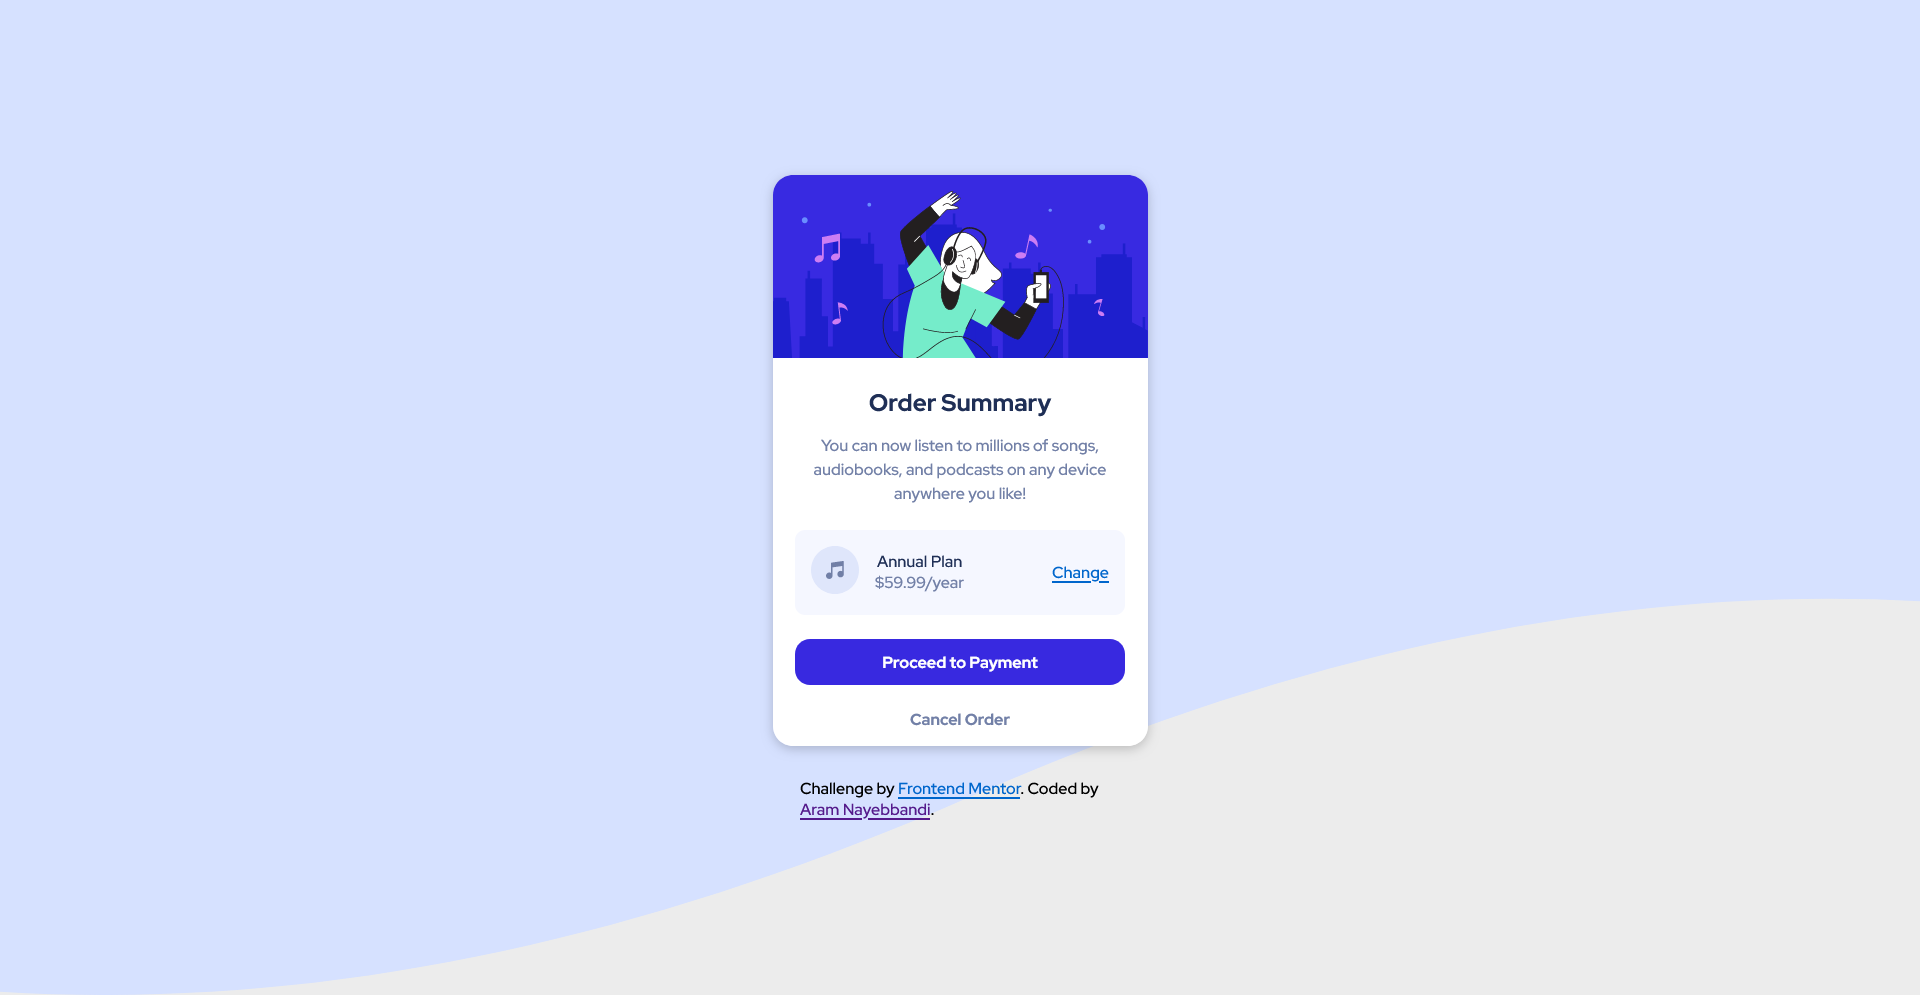 Order Summary
You can now listen to millions of songs,
audiobooks, and podcasts on any device
anywhere you like!
Annual Plan
$59.99/year
Change
Proceed to Payment
Cancel Order
Challenge by Frontend Mentor. Coded by
Aram Nayebbandi.